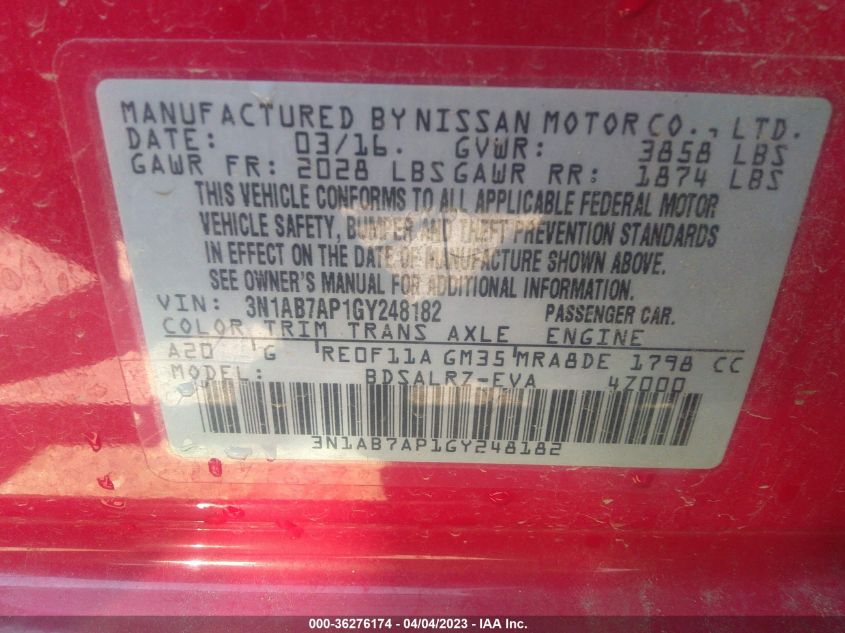 MANUFACTURED BY NISSAN MOTOR CO., LTD.
DATE: 03/16. GVWR: 3858 LBS
GAWR FR: 2028 LBS GAWR RR: 1874 LBS
THIS VEHICLE CONFORMS TO ALL APPLICABLE FEDERAL MOTOR
VEHICLE SAFETY, BUMPER AND THEFT PREVENTION STANDARDS
IN EFFECT ON THE DATE OF MANUFACTURE SHOWN ABOVE.
SEE OWNER'S MANUAL FOR ADDITIONAL INFORMATION.
VIN: 3N1AB7AP1GY248182 PASSENGER CAR.
COLOR TRIM TRANS AXLE ENGINE
A20 G RE0F11A GM35 MRA8DE 1798 CC
MODEL: BDSALRZ-EVA 4Z000
3N1AB7AP1GY248182
000-36276174 - 04/04/2023 - IAA Inc.